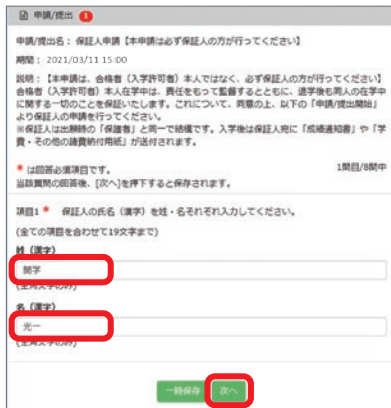 申請/提出 1
申請/提出名： 保証人申請【本申請は必ず保証人の方が行ってください】
期間： 2021/03/11 15:00
説明：【本申請は、合格者（入学許可者）本人ではなく、必ず保証人の方が行ってください】
合格者（入学許可者）本人在学中は、責任をもって監督するとともに、退学後も同人の在学中
に関する一切のことを保証いたします。これについて、同意の上、以下の「申請/提出開始」
より保証人の申請を行ってください。
※保証人は出願時の「保護者」と同一で結構です。入学後は保証人宛に「成績通知書」や「学
費・その他の諸費納付用紙」が送付されます。
* は回答必須項目です。 1問目/8問中
当該質問の回答後、[次へ]を押下すると保存されます。
項目1 * 保証人の氏名（漢字）を姓・名それぞれ入力してください。
(全ての項目を合わせて19文字まで)
姓（漢字）
関学
(全角文字のみ)
名（漢字）
光一
(全角文字のみ)
一時保存 次へ